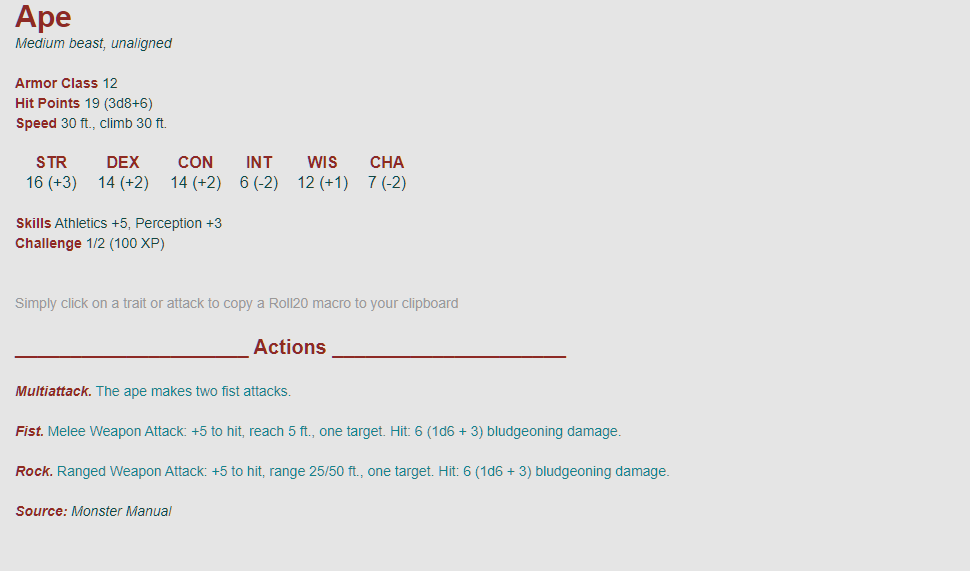 Ape
Medium beast, unaligned
Armor Class 12
Hit Points 19 (3d8+6)
Speed 30 ft., climb 30 ft.
STR DEX CON INT WIS CHA
16 (+3) 14 (+2) 14 (+2) 6 (-2) 12 (+1) 7 (-2)
Skills Athletics +5, Perception +3
Challenge 1/2 (100 XP)
Simply click on a trait or attack to copy a Roll20 macro to your clipboard
_____________________ Actions _____________________
Multiattack. The ape makes two fist attacks.
Fist. Melee Weapon Attack: +5 to hit, reach 5 ft., one target. Hit: 6 (1d6 + 3) bludgeoning damage.
Rock. Ranged Weapon Attack: +5 to hit, range 25/50 ft., one target. Hit: 6 (1d6 + 3) bludgeoning damage.
Source: Monster Manual